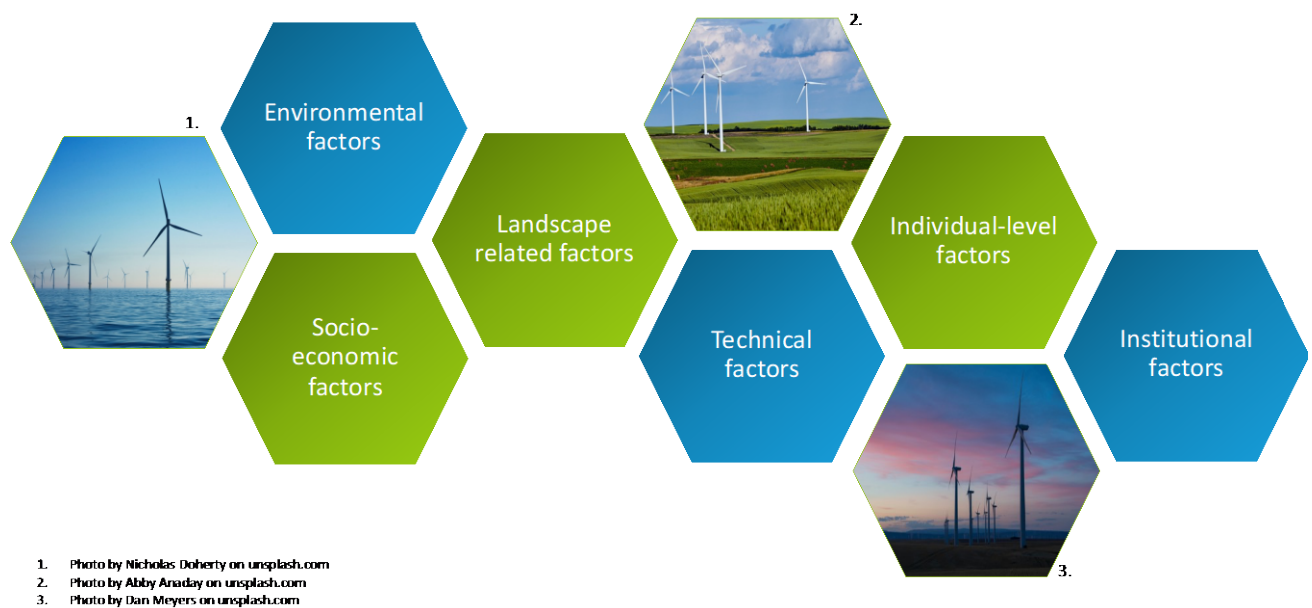 2.
Environmental
factors
1.
Landscape
related factors
Individual-level
factors
Socio-
economic
factors
Technical
factors
Institutional
factors
3.
1. Photo by Nicholas Doherty on unsplash.com
2. Photo by Abby Anaday on unsplash.com
3. Photo by Dan Meyers on unsplash.com